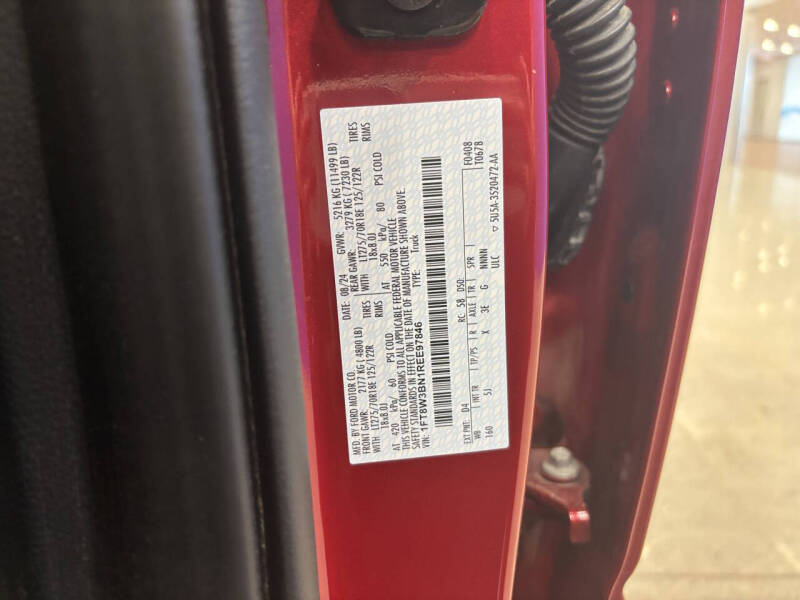 MFD. BY FORD MOTOR CO.
DATE: 08/24 GVWR: 5216 KG (11499 LB)
FRONT GAWR: 2177 KG (4800 LB) REAR GAWR: 3279 KG (7230 LB)
WITH LT275/70R18E 125/122R TIRES WITH LT275/70R18E 125/122R TIRES
18x8.0J RIMS 18x8.0J RIMS
AT 420 kPa/ 60 PSI COLD AT 550 kPa/ 80 PSI COLD
THIS VEHICLE CONFORMS TO ALL APPLICABLE FEDERAL MOTOR VEHICLE
SAFETY STANDARDS IN EFFECT ON THE DATE OF MANUFACTURE SHOWN ABOVE.
VIN: 1FT8W3BN1REE97846 TYPE: Truck
F0408
T0678
EXT PNT: D4 RC: 5B DSO:
WB INT TR TP/PS R AXLE TR SPR
160 5J X 3E G NNNN
ULC
▽ 5U5A-3520472-AA